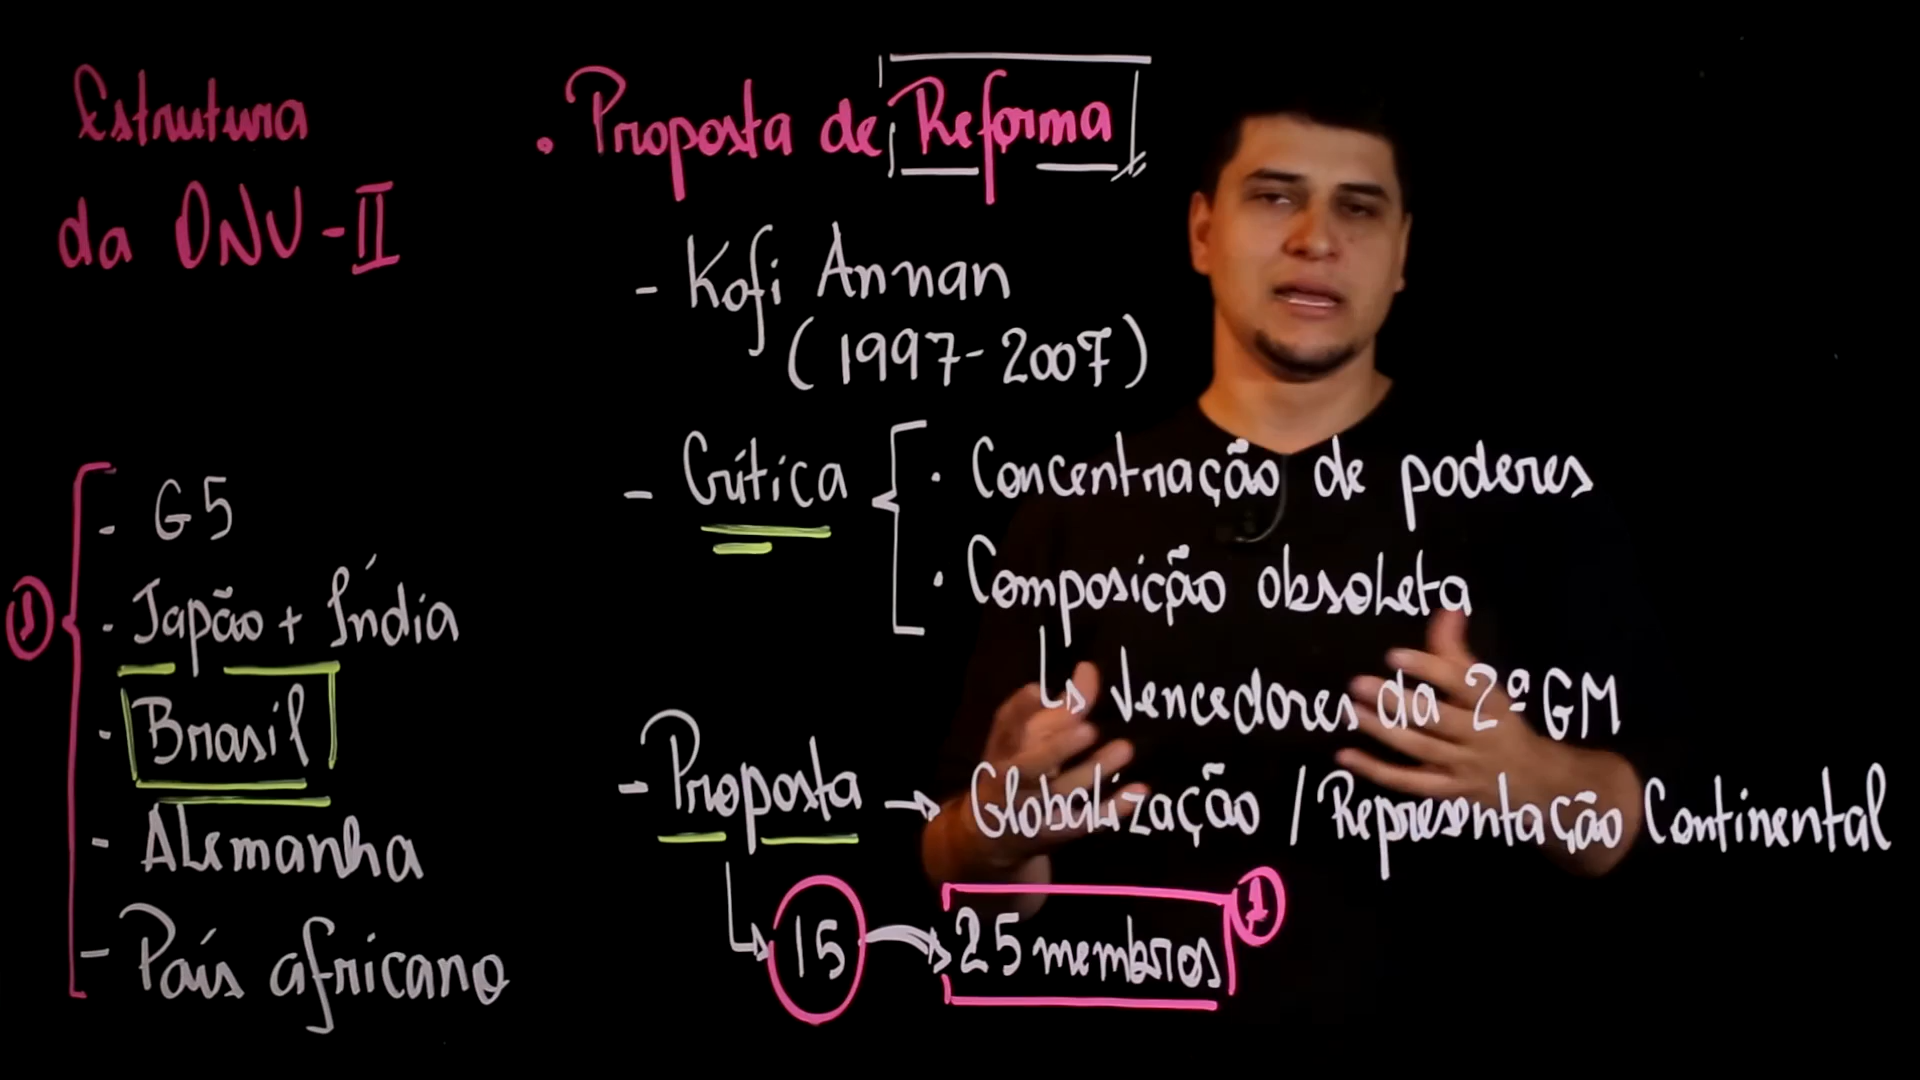 Estrutura
da ONU - II
• Proposta de Reforma
- Kofi Annan
(1997-2007)
- Crítica { • Concentração de poderes
• Composição obsoleta
↳ Vencedores da 2ª GM
- Proposta → Globalização / Representação Continental
↳ 15 → 25 membros 1
1 { - G5
- Japão + Índia
- Brasil
- Alemanha
- País africano